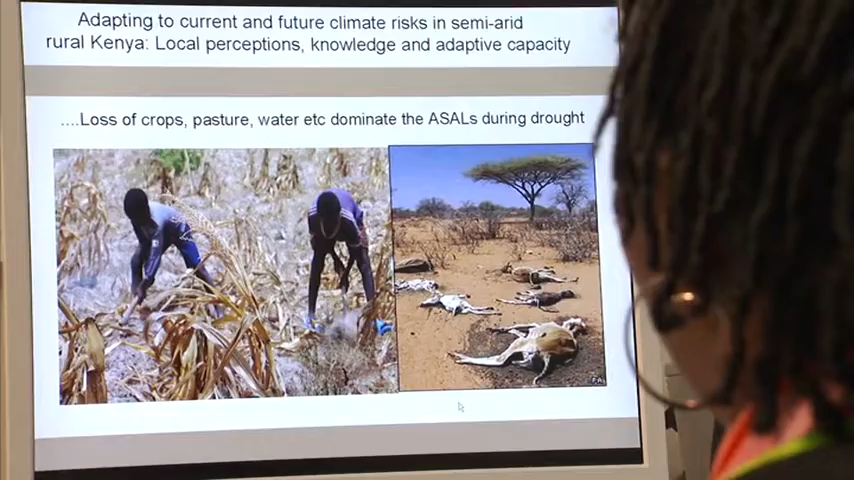 Adapting to current and future climate risks in semi-arid
rural Kenya: Local perceptions, knowledge and adaptive capacity
....Loss of crops, pasture, water etc dominate the ASALs during drought